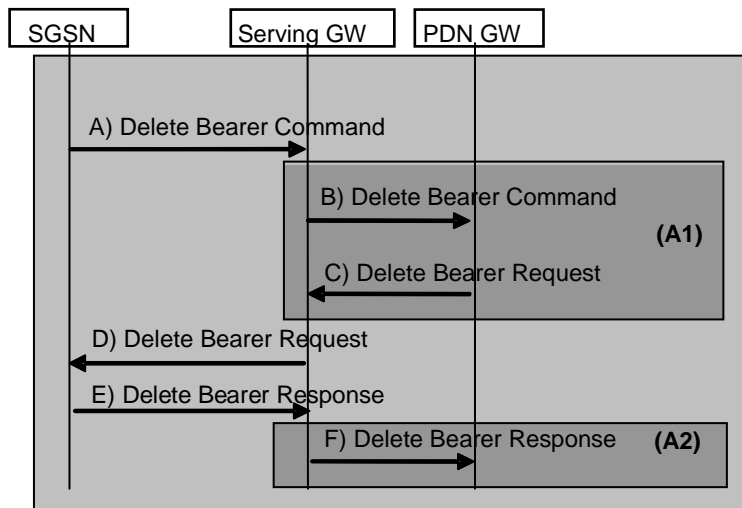 SGSN
Serving GW
PDN GW
A) Delete Bearer Command
B) Delete Bearer Command
(A1)
C) Delete Bearer Request
D) Delete Bearer Request
E) Delete Bearer Response
F) Delete Bearer Response
(A2)